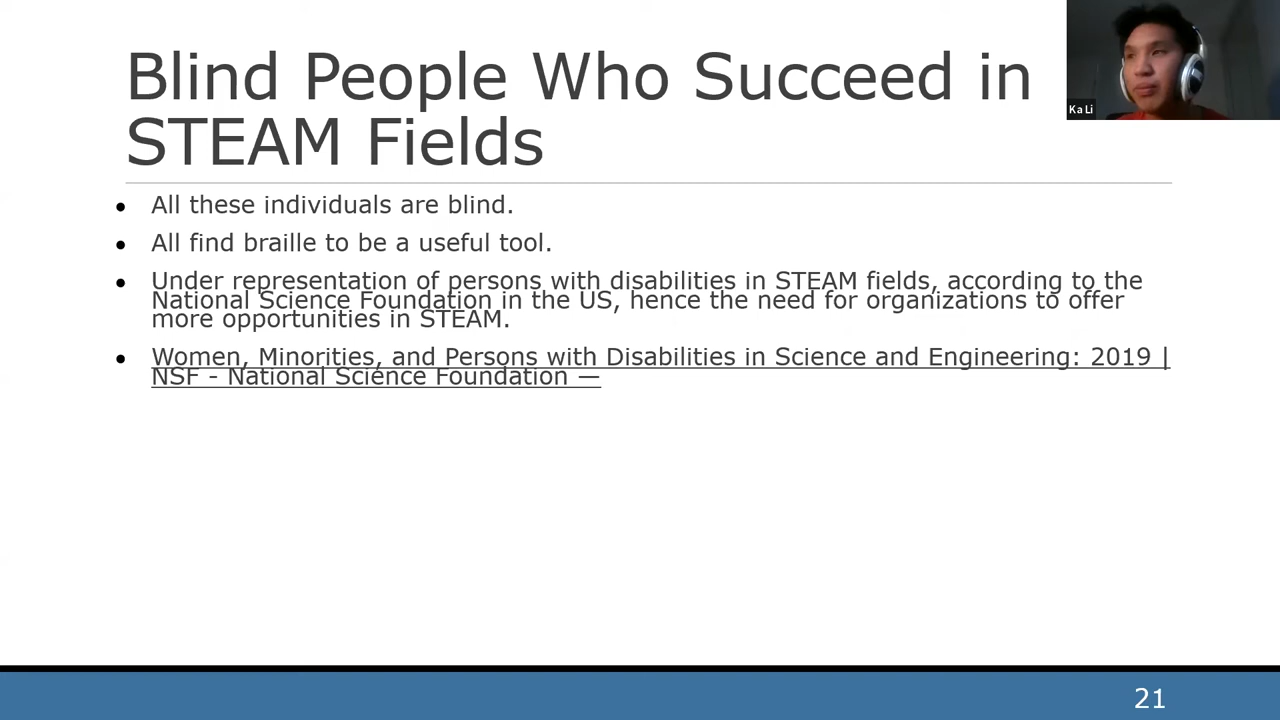 Blind People Who Succeed in
STEAM Fields
Ka Li
All these individuals are blind.
All find braille to be a useful tool.
Under representation of persons with disabilities in STEAM fields, according to the
National Science Foundation in the US, hence the need for organizations to offer
more opportunities in STEAM.
Women, Minorities, and Persons with Disabilities in Science and Engineering: 2019 |
NSF - National Science Foundation —
21